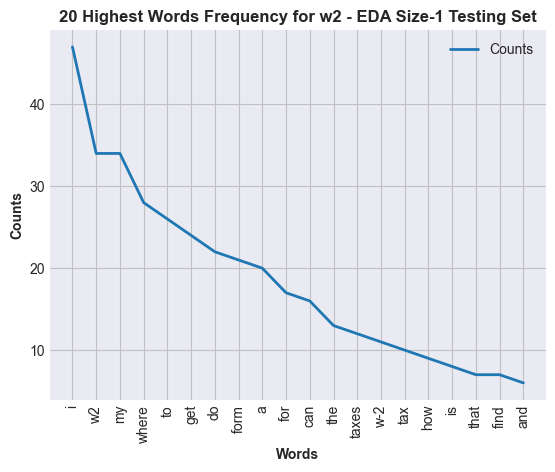 20 Highest Words Frequency for w2 - EDA Size-1 Testing Set
Counts
40
30
20
10
Counts
i
w2
my
where
to
get
do
form
a
for
can
the
taxes
w-2
tax
how
is
that
find
and
Words